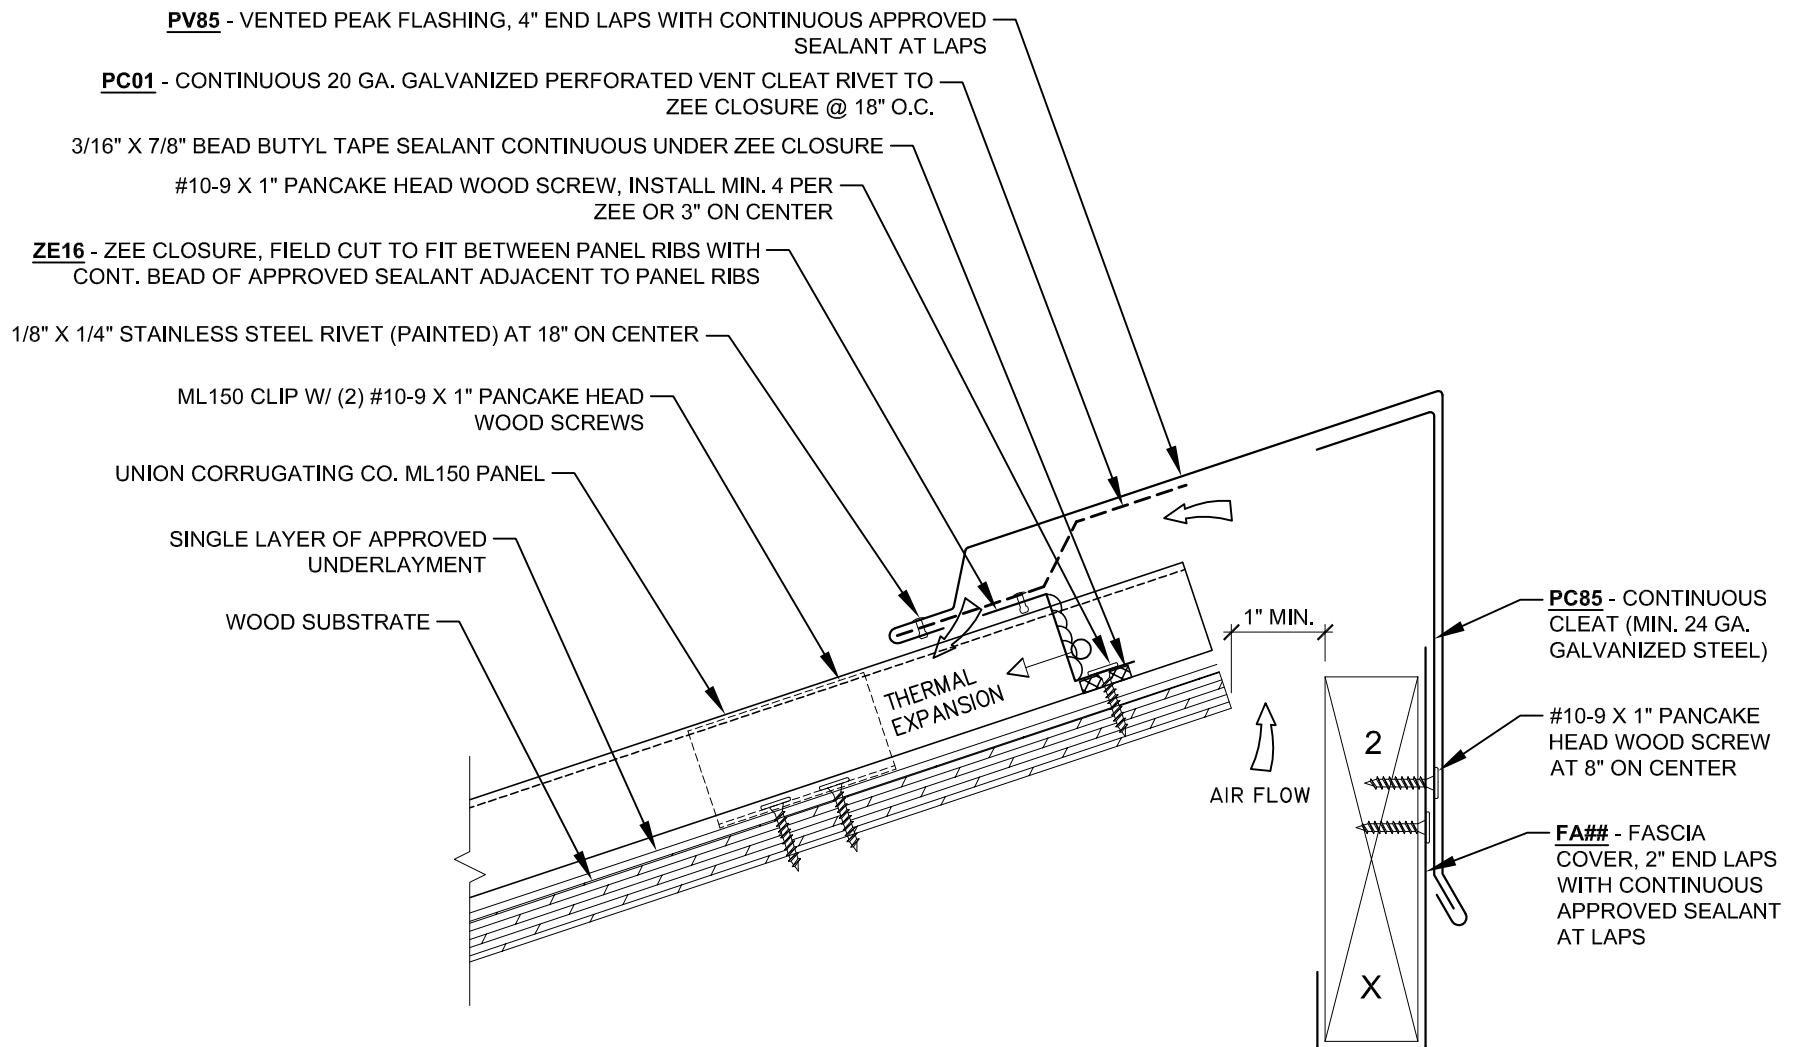 PV85 - VENTED PEAK FLASHING, 4" END LAPS WITH CONTINUOUS APPROVED
SEALANT AT LAPS
PC01 - CONTINUOUS 20 GA. GALVANIZED PERFORATED VENT CLEAT RIVET TO
ZEE CLOSURE @ 18" O.C.
3/16" X 7/8" BEAD BUTYL TAPE SEALANT CONTINUOUS UNDER ZEE CLOSURE
#10-9 X 1" PANCAKE HEAD WOOD SCREW, INSTALL MIN. 4 PER
ZEE OR 3" ON CENTER
ZE16 - ZEE CLOSURE, FIELD CUT TO FIT BETWEEN PANEL RIBS WITH
CONT. BEAD OF APPROVED SEALANT ADJACENT TO PANEL RIBS
1/8" X 1/4" STAINLESS STEEL RIVET (PAINTED) AT 18" ON CENTER
ML150 CLIP W/ (2) #10-9 X 1" PANCAKE HEAD
WOOD SCREWS
UNION CORRUGATING CO. ML150 PANEL
SINGLE LAYER OF APPROVED
UNDERLAYMENT
WOOD SUBSTRATE
THERMAL
EXPANSION
1" MIN.
AIR FLOW
2
X
PC85 - CONTINUOUS
CLEAT (MIN. 24 GA.
GALVANIZED STEEL)
#10-9 X 1" PANCAKE
HEAD WOOD SCREW
AT 8" ON CENTER
FA## - FASCIA
COVER, 2" END LAPS
WITH CONTINUOUS
APPROVED SEALANT
AT LAPS